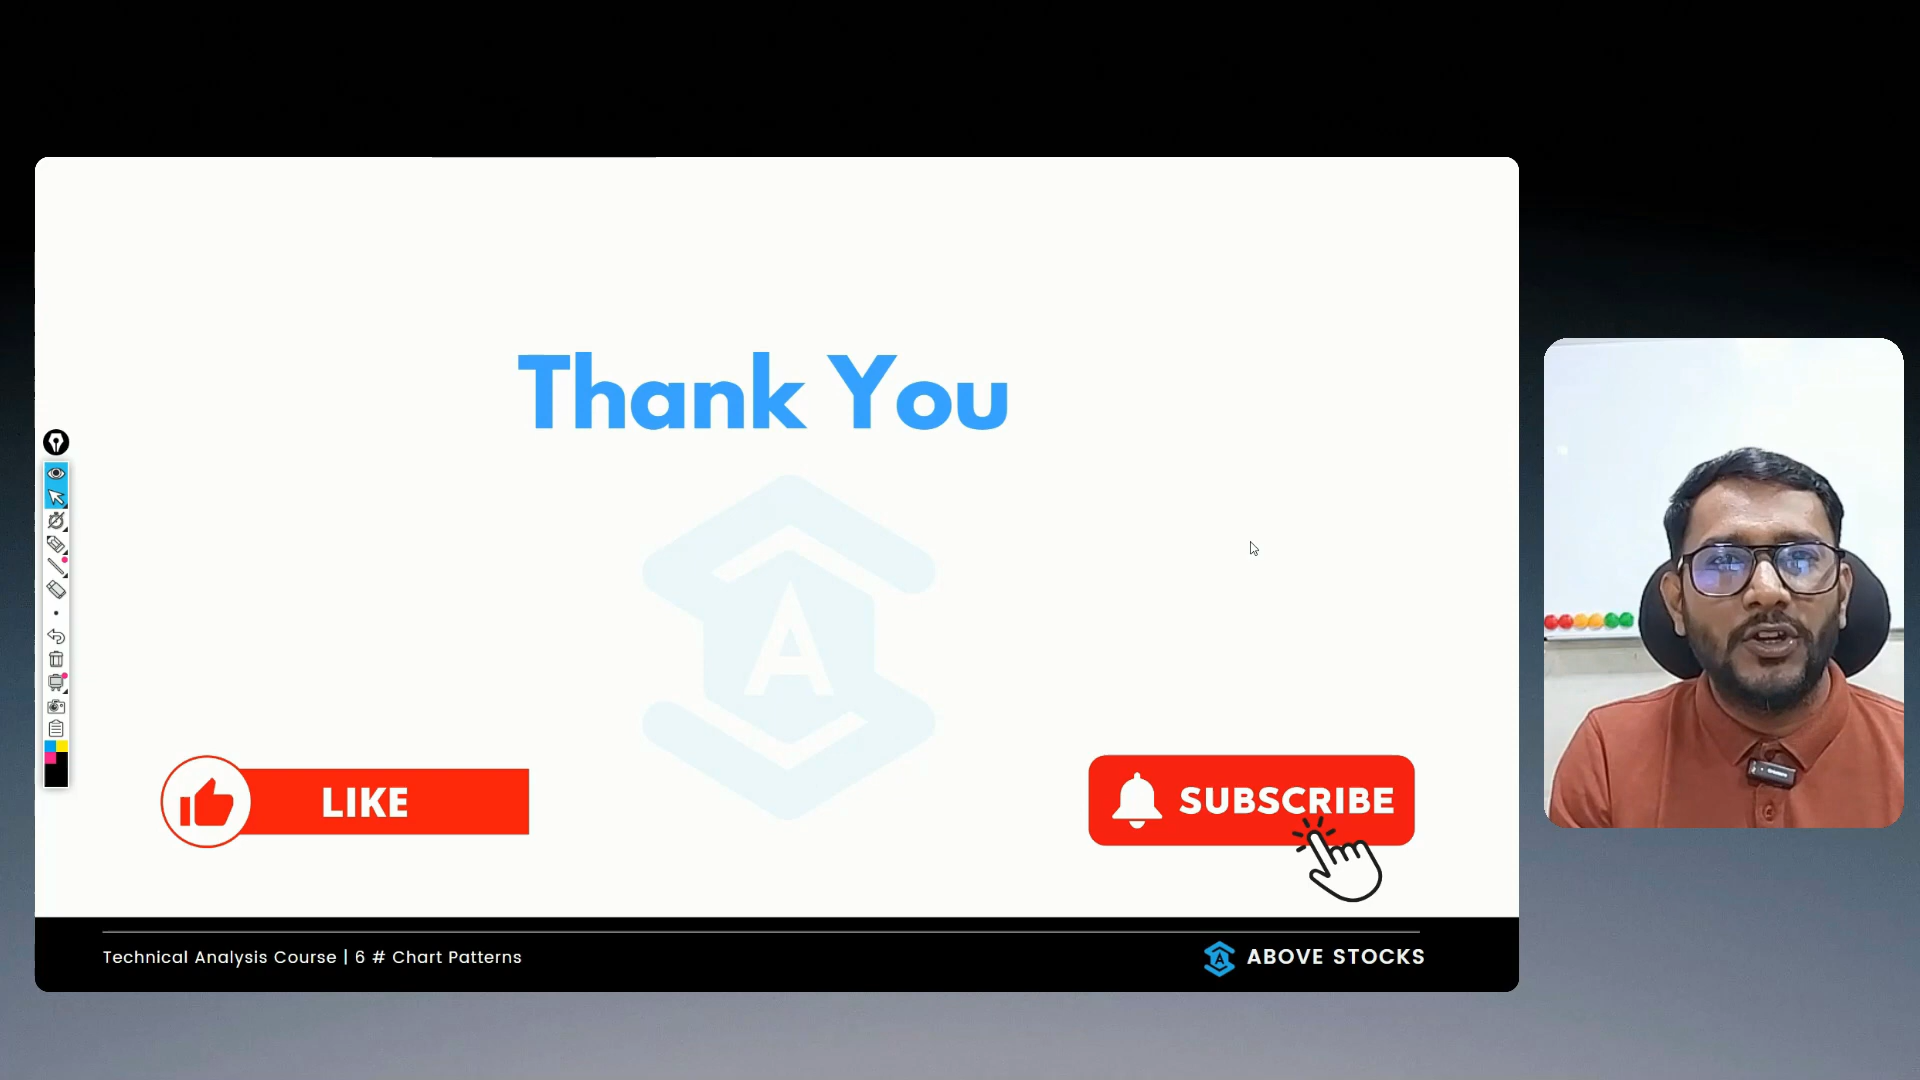 Thank You
A
LIKE
SUBSCRIBE
Technical Analysis Course | 6 # Chart Patterns
A ABOVE STOCKS